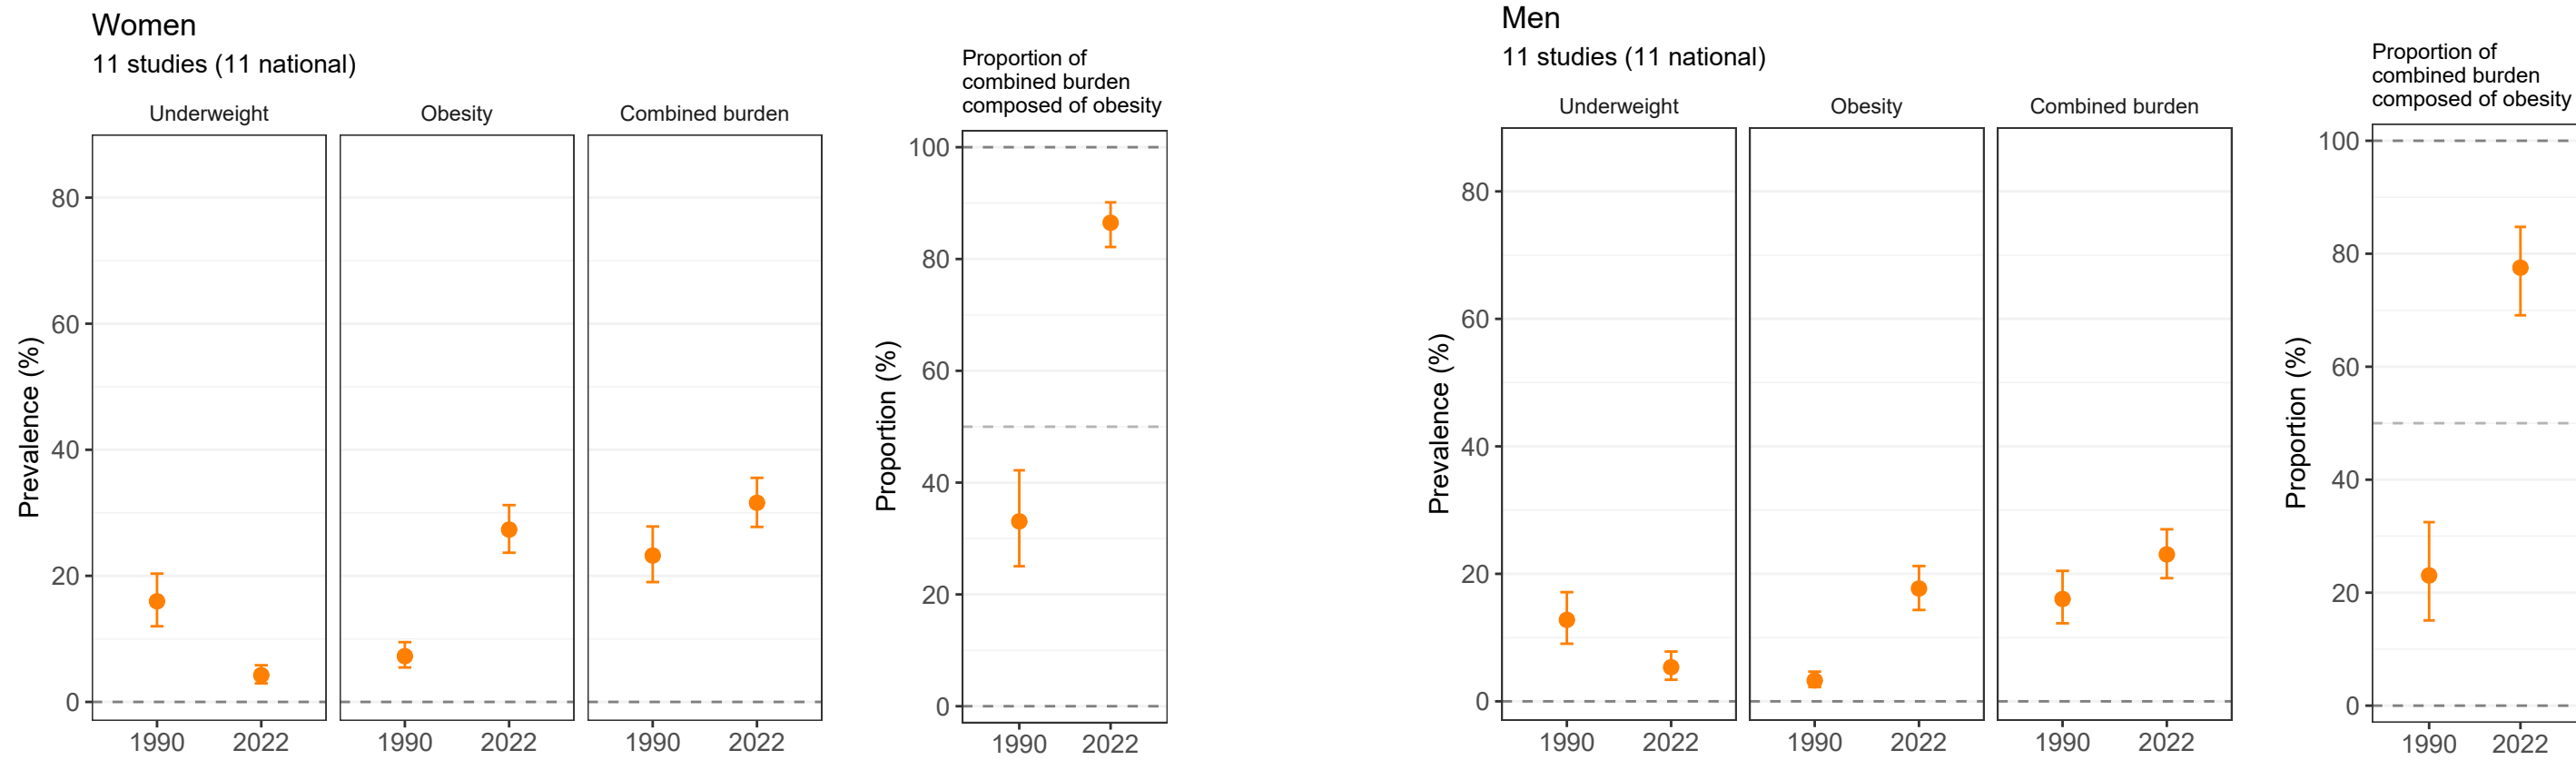 Women
11 studies (11 national)
Underweight
Obesity
Combined burden
Prevalence (%)
80
60
40
20
0
1990 2022
1990 2022
1990 2022
Proportion of
combined burden
composed of obesity
Proportion (%)
100
80
60
40
20
0
1990 2022
Men
11 studies (11 national)
Underweight
Obesity
Combined burden
Prevalence (%)
80
60
40
20
0
1990 2022
1990 2022
1990 2022
Proportion of
combined burden
composed of obesity
Proportion (%)
100
80
60
40
20
0
1990 2022